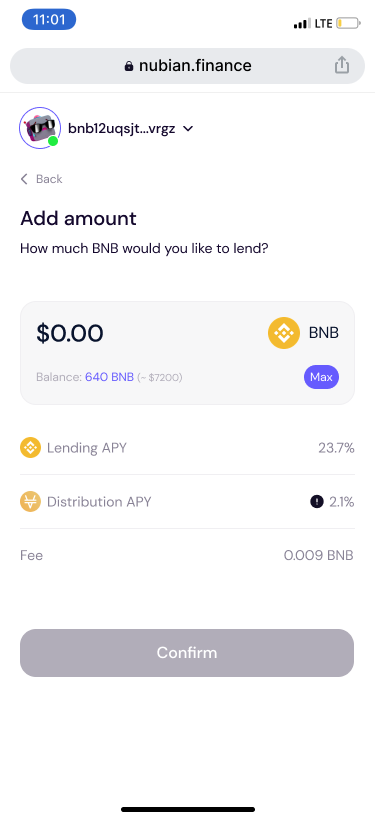 11:01
LTE
nubian.finance
bnb12uqsjt...vrgz
Back
Add amount
How much BNB would you like to lend?
$0.00 BNB
Balance: 640 BNB (~ $7200) Max
Lending APY 23.7%
Distribution APY 2.1%
Fee 0.009 BNB
Confirm